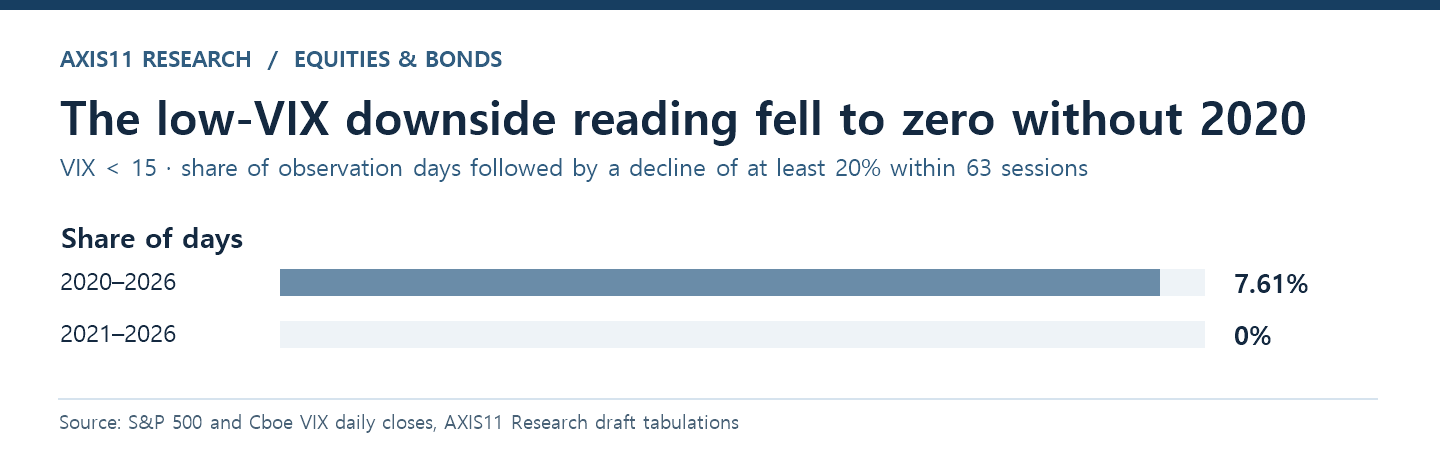 AXIS11 RESEARCH / EQUITIES & BONDS
The low-VIX downside reading fell to zero without 2020
VIX < 15 · share of observation days followed by a decline of at least 20% within 63 sessions
Share of days
2020–2026 7.61%
2021–2026 0%
Source: S&P 500 and Cboe VIX daily closes, AXIS11 Research draft tabulations